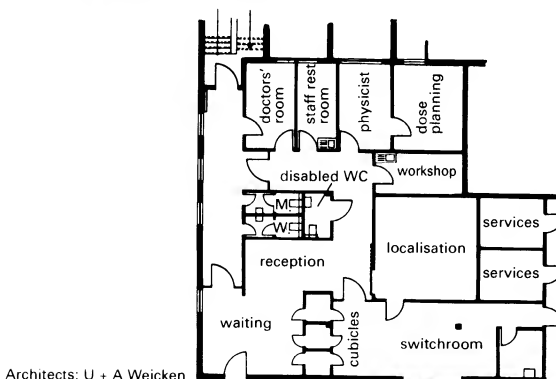 doctors'
room
staff rest
room
physicist
dose
planning
disabled WC
workshop
M.
W.
services
localisation
reception
services
waiting
cubicles
switchroom
Architects: U + A Weicken